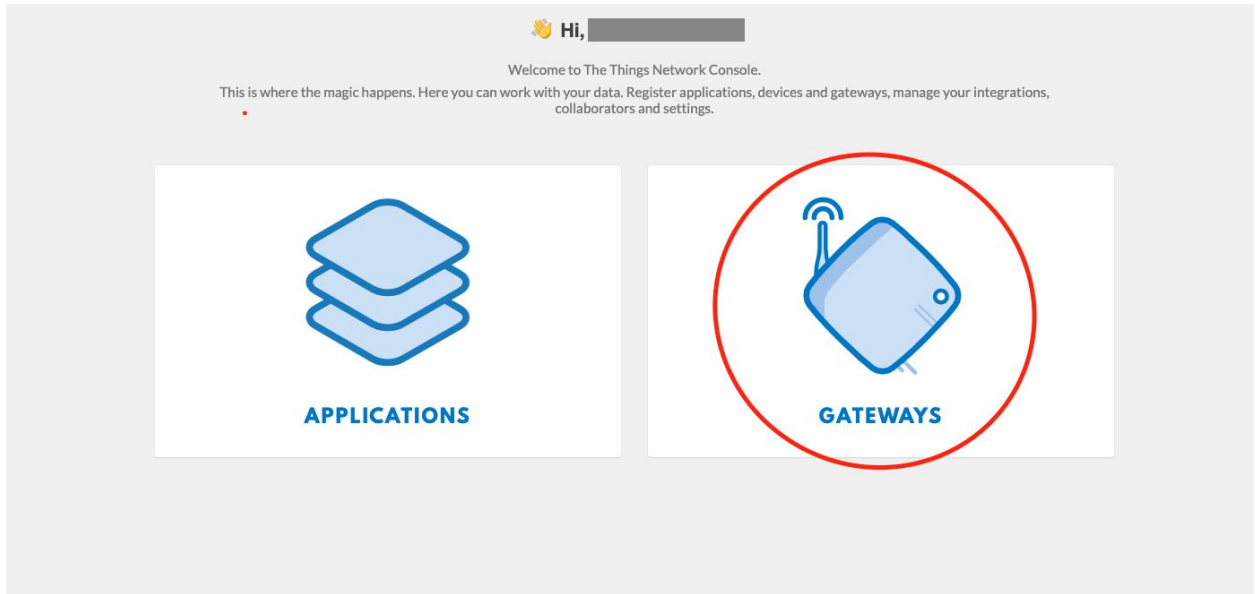 👋 Hi,
Welcome to The Things Network Console.
This is where the magic happens. Here you can work with your data. Register applications, devices and gateways, manage your integrations,
collaborators and settings.
APPLICATIONS
GATEWAYS